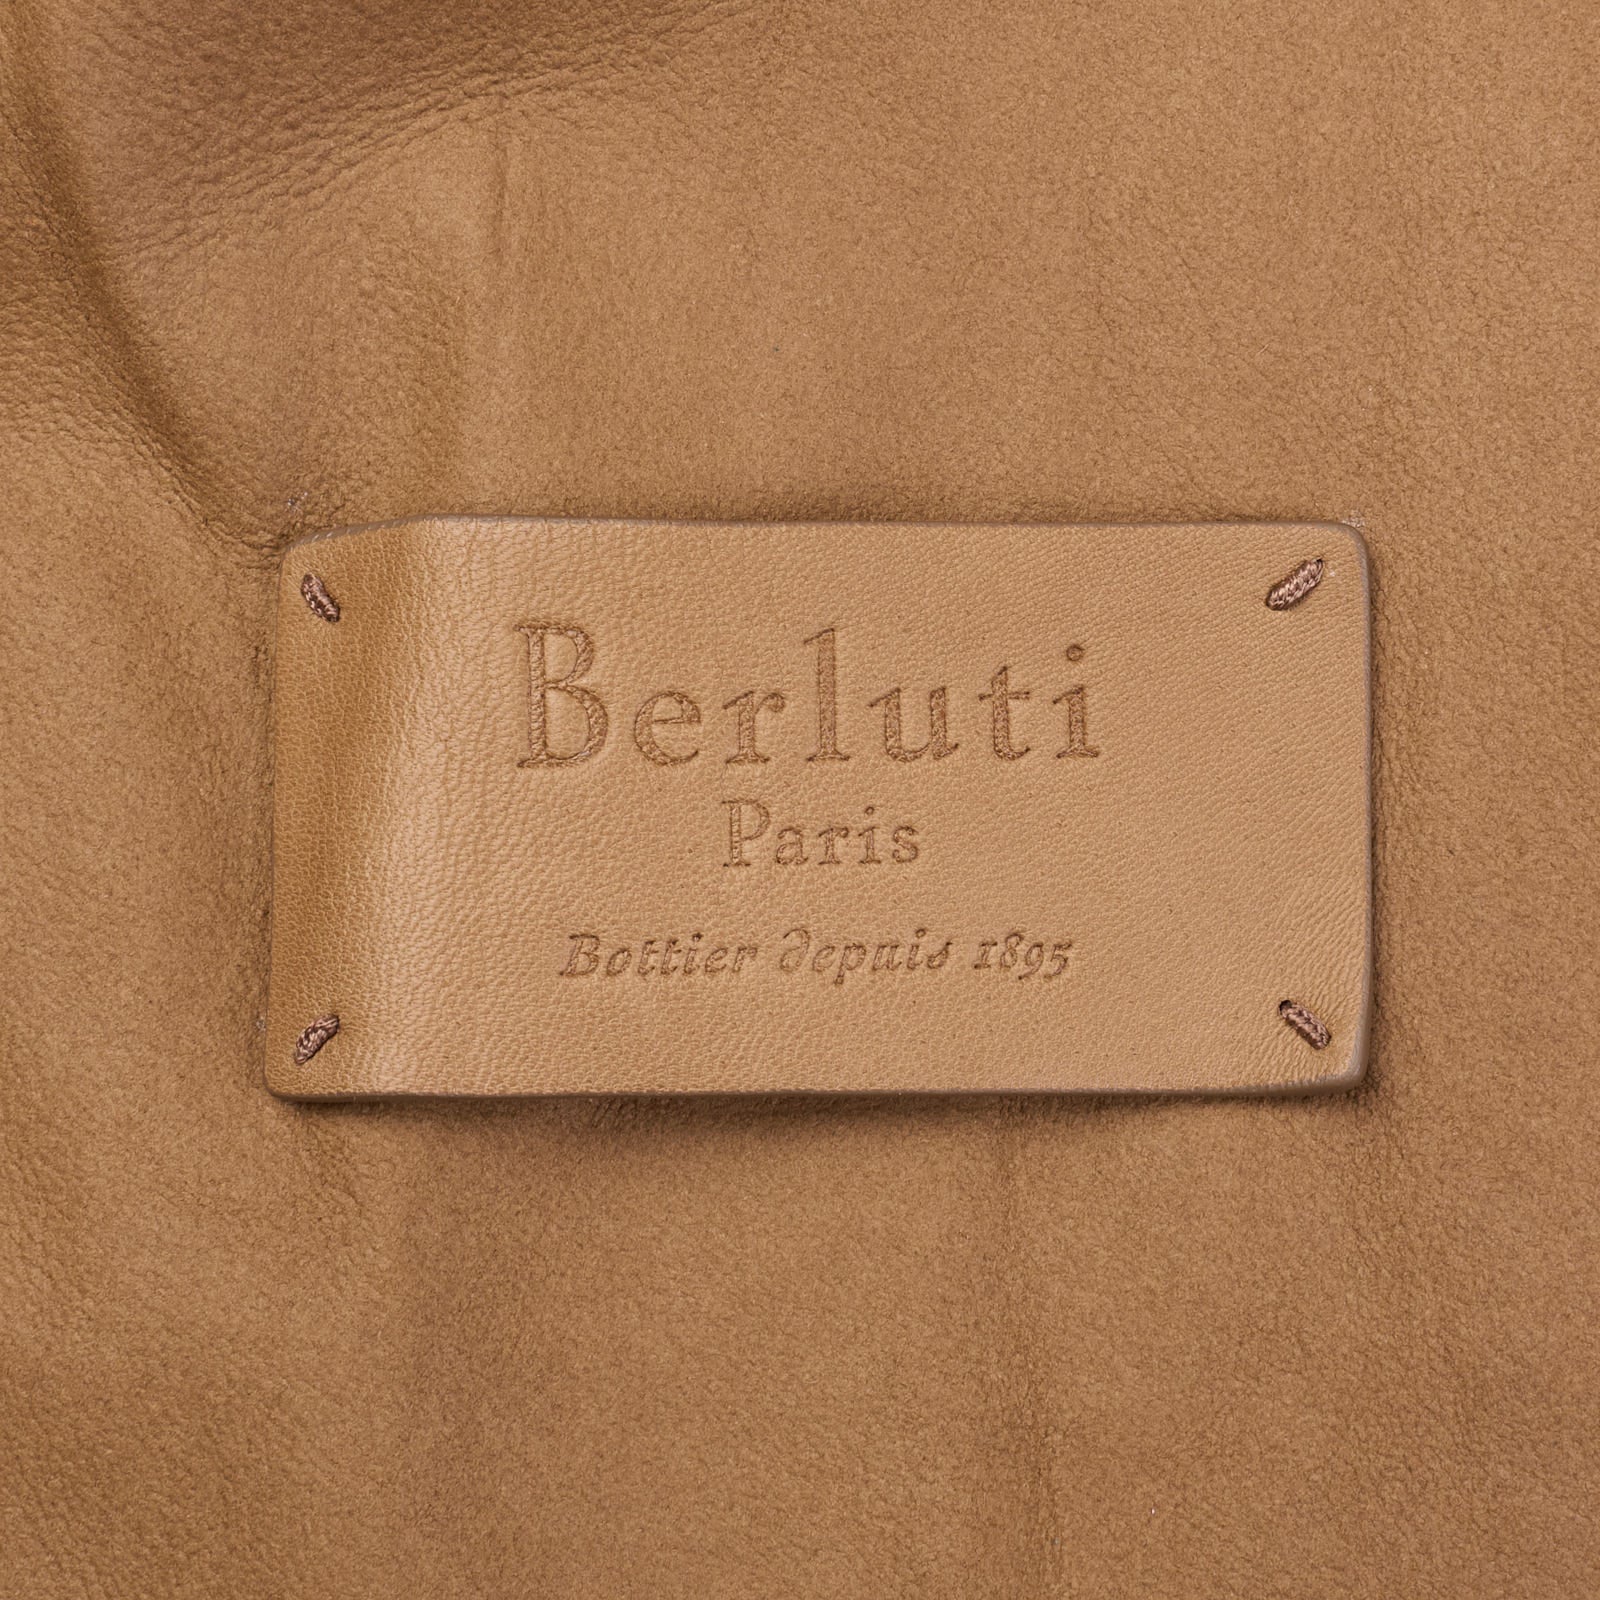 Berluti
Paris
Bottier depuis 1895